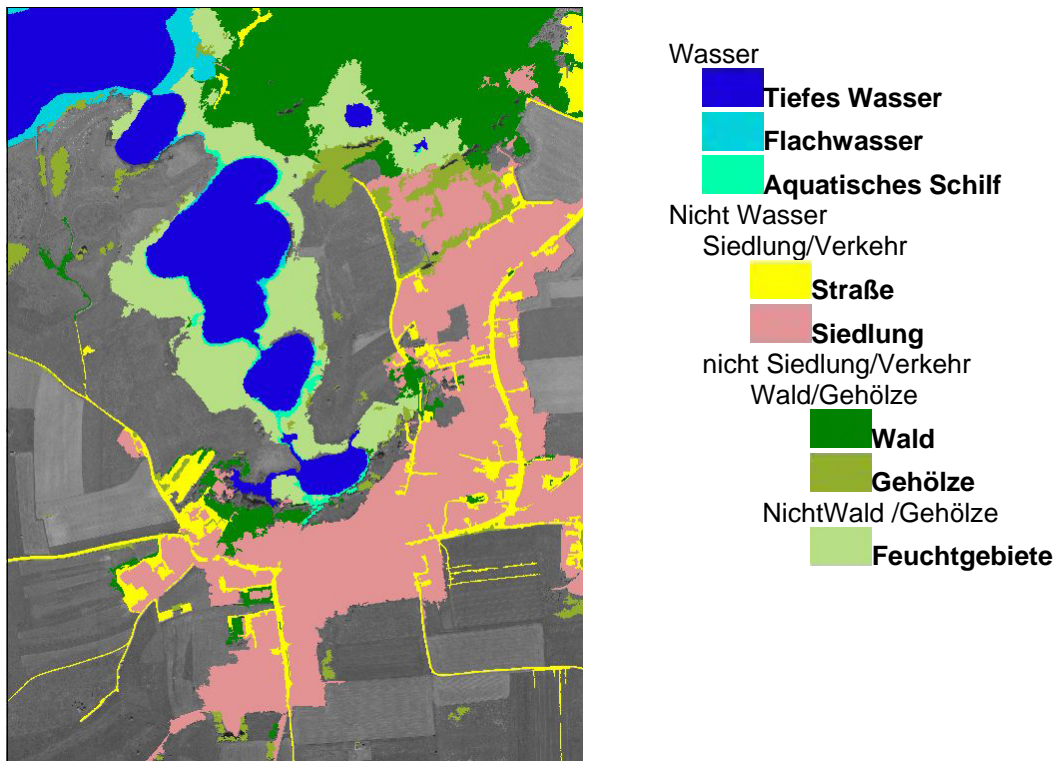 Wasser
Tiefes Wasser
Flachwasser
Aquatisches Schilf
Nicht Wasser
Siedlung/Verkehr
Straße
Siedlung
nicht Siedlung/Verkehr
Wald/Gehölze
Wald
Gehölze
NichtWald /Gehölze
Feuchtgebiete